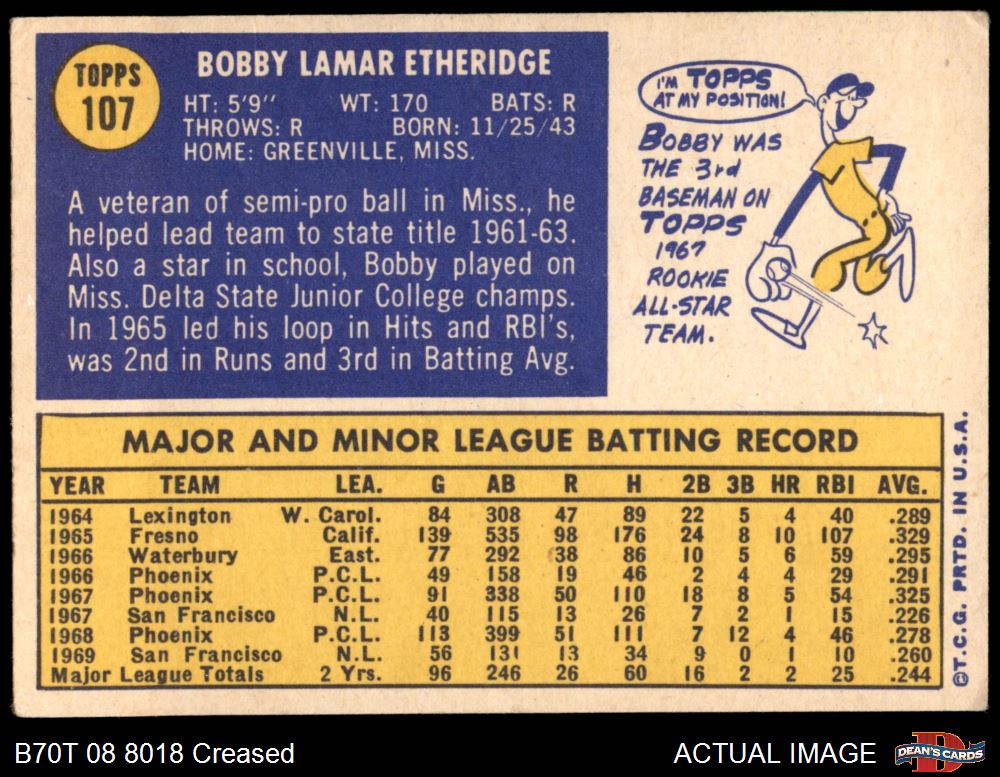 TOPPS
107
BOBBY LAMAR ETHERIDGE
HT: 5'9" WT: 170 BATS: R
THROWS: R BORN: 11/25/43
HOME: GREENVILLE, MISS.
A veteran of semi-pro ball in Miss., he
helped lead team to state title 1961-63.
Also a star in school, Bobby played on
Miss. Delta State Junior College champs.
In 1965 led his loop in Hits and RBI's,
was 2nd in Runs and 3rd in Batting Avg.
I'M TOPPS
AT MY POSITION!
BOBBY WAS
THE 3rd
BASEMAN ON
TOPPS
1967
ROOKIE
ALL-STAR
TEAM.
MAJOR AND MINOR LEAGUE BATTING RECORD
YEAR TEAM LEA. G AB R H 2B 3B HR RBI AVG.
1964 Lexington W. Carol. 84 308 47 89 22 5 4 40 .289
1965 Fresno Calif. 139 535 98 176 24 8 10 107 .329
1966 Waterbury East. 77 292 38 86 10 5 6 59 .295
1966 Phoenix P.C.L. 49 158 19 46 2 4 4 29 .291
1967 Phoenix P.C.L. 91 338 50 110 18 8 5 54 .325
1967 San Francisco N.L. 40 115 13 26 7 2 1 15 .226
1968 Phoenix P.C.L. 113 399 51 111 7 12 4 46 .278
1969 San Francisco N.L. 56 131 13 34 9 0 1 10 .260
Major League Totals 2 Yrs. 96 246 26 60 16 2 2 25 .244
©T.C.G. PRTD. IN U.S.A.
B70T 08 8018 Creased
ACTUAL IMAGE
DEAN'S CARDS